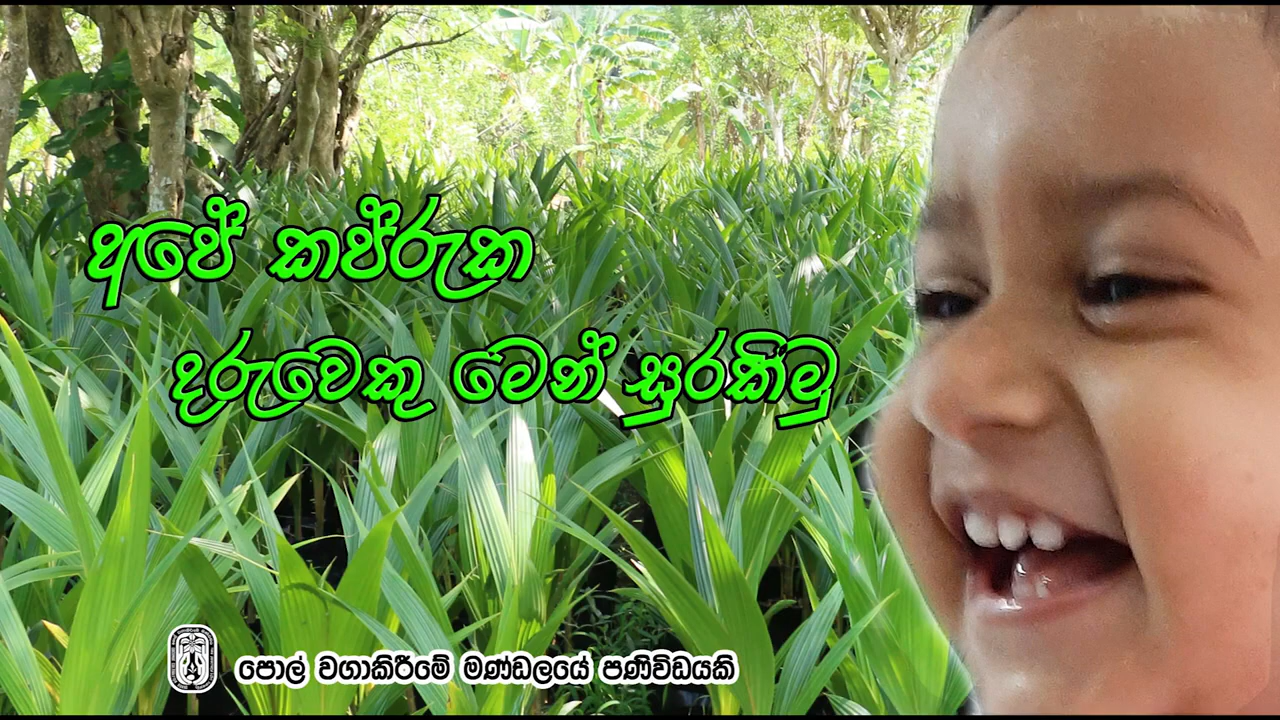 අපේ කප්රුක
දරුවෙකු මෙන් සුරකිමු
පොල් වගාකිරීමේ මණ්ඩලයේ පණිවිඩයකි